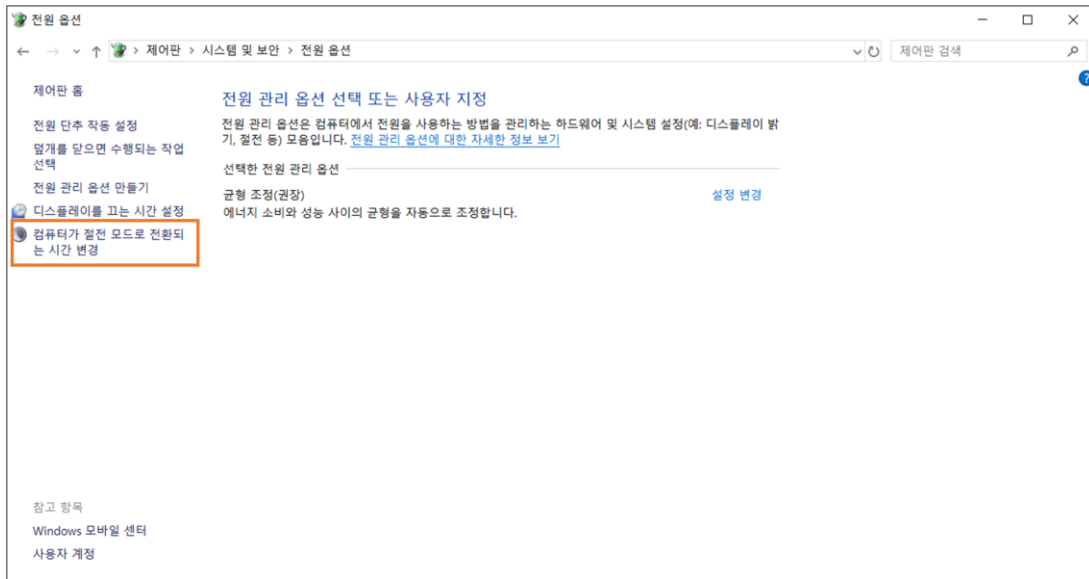 전원 옵션
제어판 > 시스템 및 보안 > 전원 옵션
제어판 검색
제어판 홈
전원 단추 작동 설정
덮개를 닫으면 수행되는 작업
선택
전원 관리 옵션 만들기
디스플레이를 끄는 시간 설정
컴퓨터가 절전 모드로 전환되
는 시간 변경
전원 관리 옵션 선택 또는 사용자 지정
전원 관리 옵션은 컴퓨터에서 전원을 사용하는 방법을 관리하는 하드웨어 및 시스템 설정(예: 디스플레이 밝
기, 절전 등) 모음입니다. 전원 관리 옵션에 대한 자세한 정보 보기
선택한 전원 관리 옵션
균형 조정(권장) 설정 변경
에너지 소비와 성능 사이의 균형을 자동으로 조정합니다.
참고 항목
Windows 모바일 센터
사용자 계정